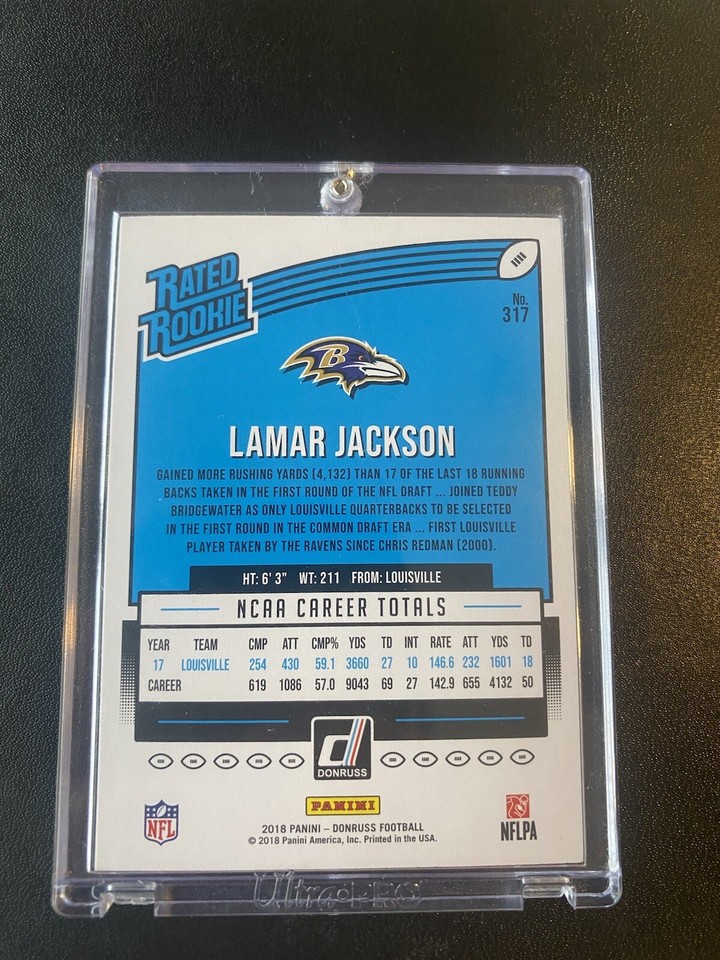 RATED
ROOKIE
No.
317
B
LAMAR JACKSON
GAINED MORE RUSHING YARDS (4,132) THAN 17 OF THE LAST 18 RUNNING
BACKS TAKEN IN THE FIRST ROUND OF THE NFL DRAFT ... JOINED TEDDY
BRIDGEWATER AS ONLY LOUISVILLE QUARTERBACKS TO BE SELECTED
IN THE FIRST ROUND IN THE COMMON DRAFT ERA ... FIRST LOUISVILLE
PLAYER TAKEN BY THE RAVENS SINCE CHRIS REDMAN (2000).
HT: 6' 3" WT: 211 FROM: LOUISVILLE
NCAA CAREER TOTALS
YEAR TEAM CMP ATT CMP% YDS TD INT RATE ATT YDS TD
17 LOUISVILLE 254 430 59.1 3660 27 10 146.6 232 1601 18
CAREER 619 1086 57.0 9043 69 27 142.9 655 4132 50
d
DONRUSS
PANINI
NFL
NFLPA
2018 PANINI – DONRUSS FOOTBALL
© 2018 Panini America, Inc. Printed in the USA.
Ultra PRO